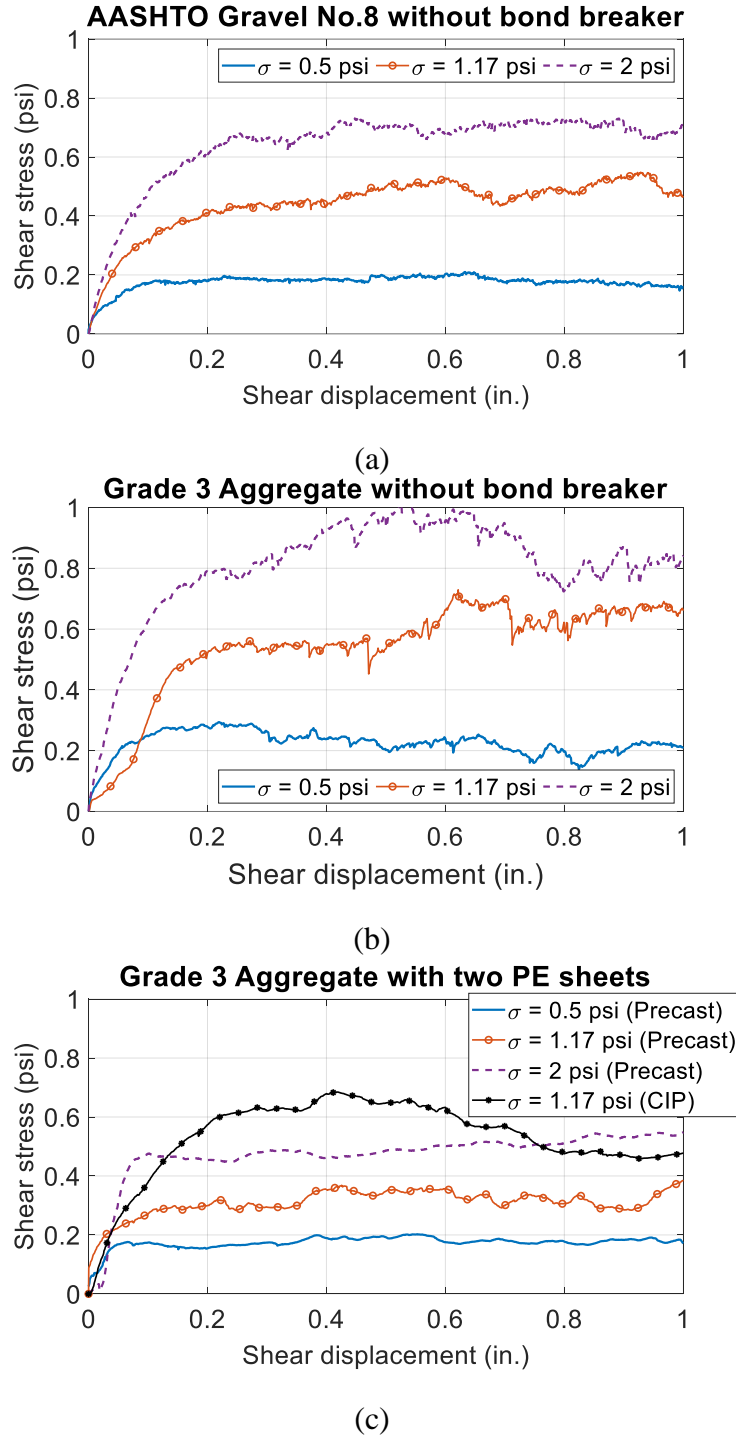 AASHTO Gravel No.8 without bond breaker
1
σ = 0.5 psi σ = 1.17 psi σ = 2 psi
0.8
0.6
0.4
0.2
0
Shear stress (psi)
0 0.2 0.4 0.6 0.8 1
Shear displacement (in.)
(a)
Grade 3 Aggregate without bond breaker
1
0.8
0.6
0.4
0.2
0
Shear stress (psi)
σ = 0.5 psi σ = 1.17 psi σ = 2 psi
0 0.2 0.4 0.6 0.8 1
Shear displacement (in.)
(b)
Grade 3 Aggregate with two PE sheets
1
0.8
0.6
0.4
0.2
0
Shear stress (psi)
σ = 0.5 psi (Precast)
σ = 1.17 psi (Precast)
σ = 2 psi (Precast)
σ = 1.17 psi (CIP)
0 0.2 0.4 0.6 0.8 1
Shear displacement (in.)
(c)